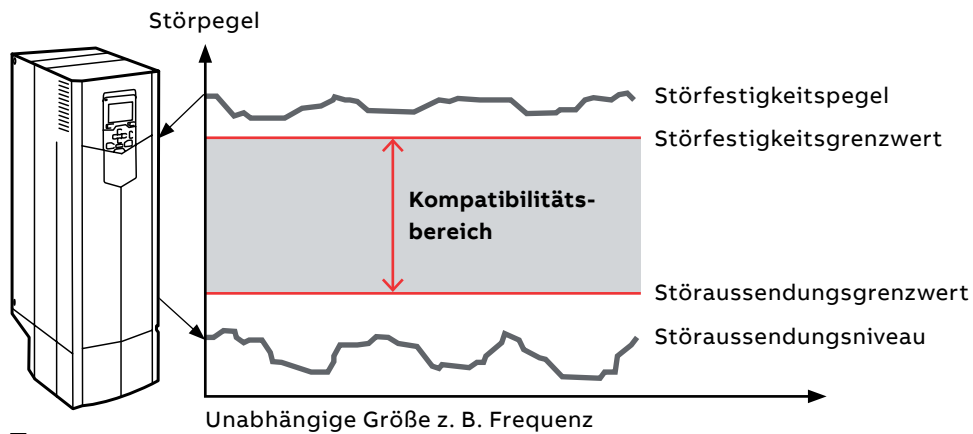 Störpegel
Störfestigkeitspegel
Störfestigkeitsgrenzwert
Kompatibilitäts-
bereich
Störaussendungsgrenzwert
Störaussendungsniveau
Unabhängige Größe z. B. Frequenz